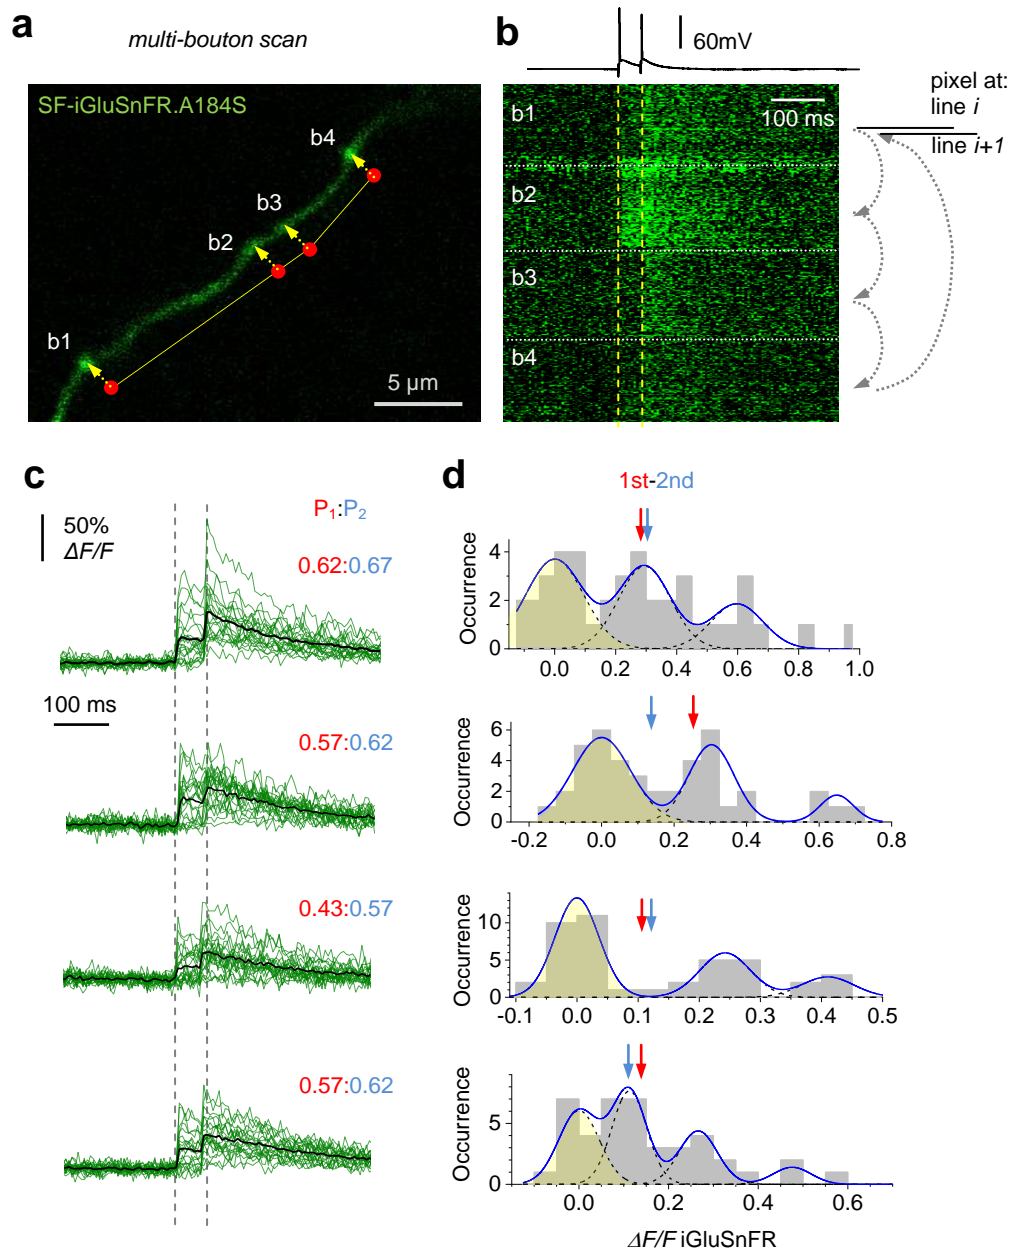 a
multi-bouton scan
SF-iGluSnFR.A184S
b4
b3
b2
b1
5 µm
b
60mV
pixel at:
line i
line i+1
b1
100 ms
b2
b3
b4
c
50%
ΔF/F
P1:P2
0.62:0.67
100 ms
0.57:0.62
0.43:0.57
0.57:0.62
d
1st-2nd
Occurrence
4
2
0
0.0 0.2 0.4 0.6 0.8 1.0
Occurrence
6
4
2
0
-0.2 0.0 0.2 0.4 0.6 0.8
Occurrence
10
5
0
-0.1 0.0 0.1 0.2 0.3 0.4 0.5
Occurrence
5
0
0.0 0.2 0.4 0.6
ΔF/F iGluSnFR